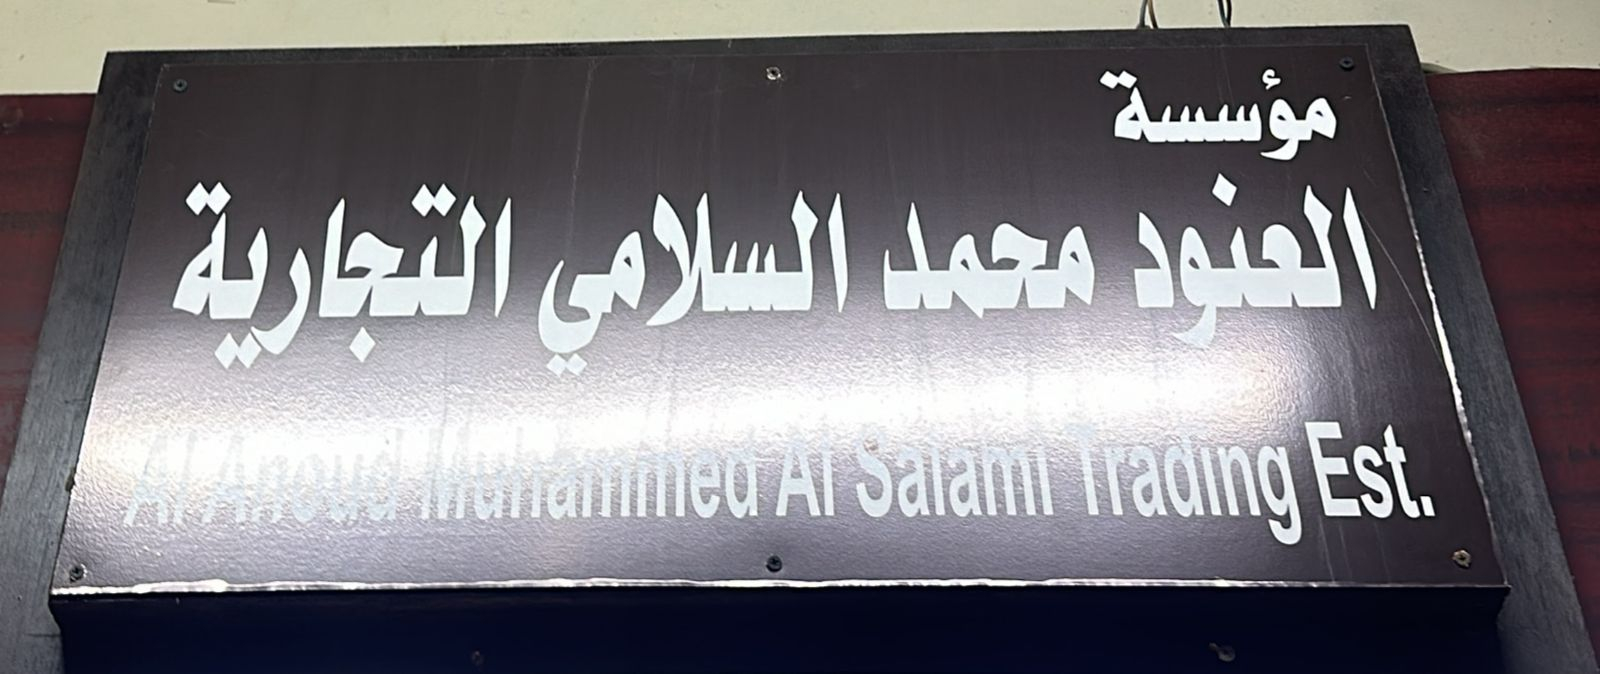 مؤسسة
العنود محمد السلامي التجارية
Al Anoud Muhammed Al Salami Trading Est.